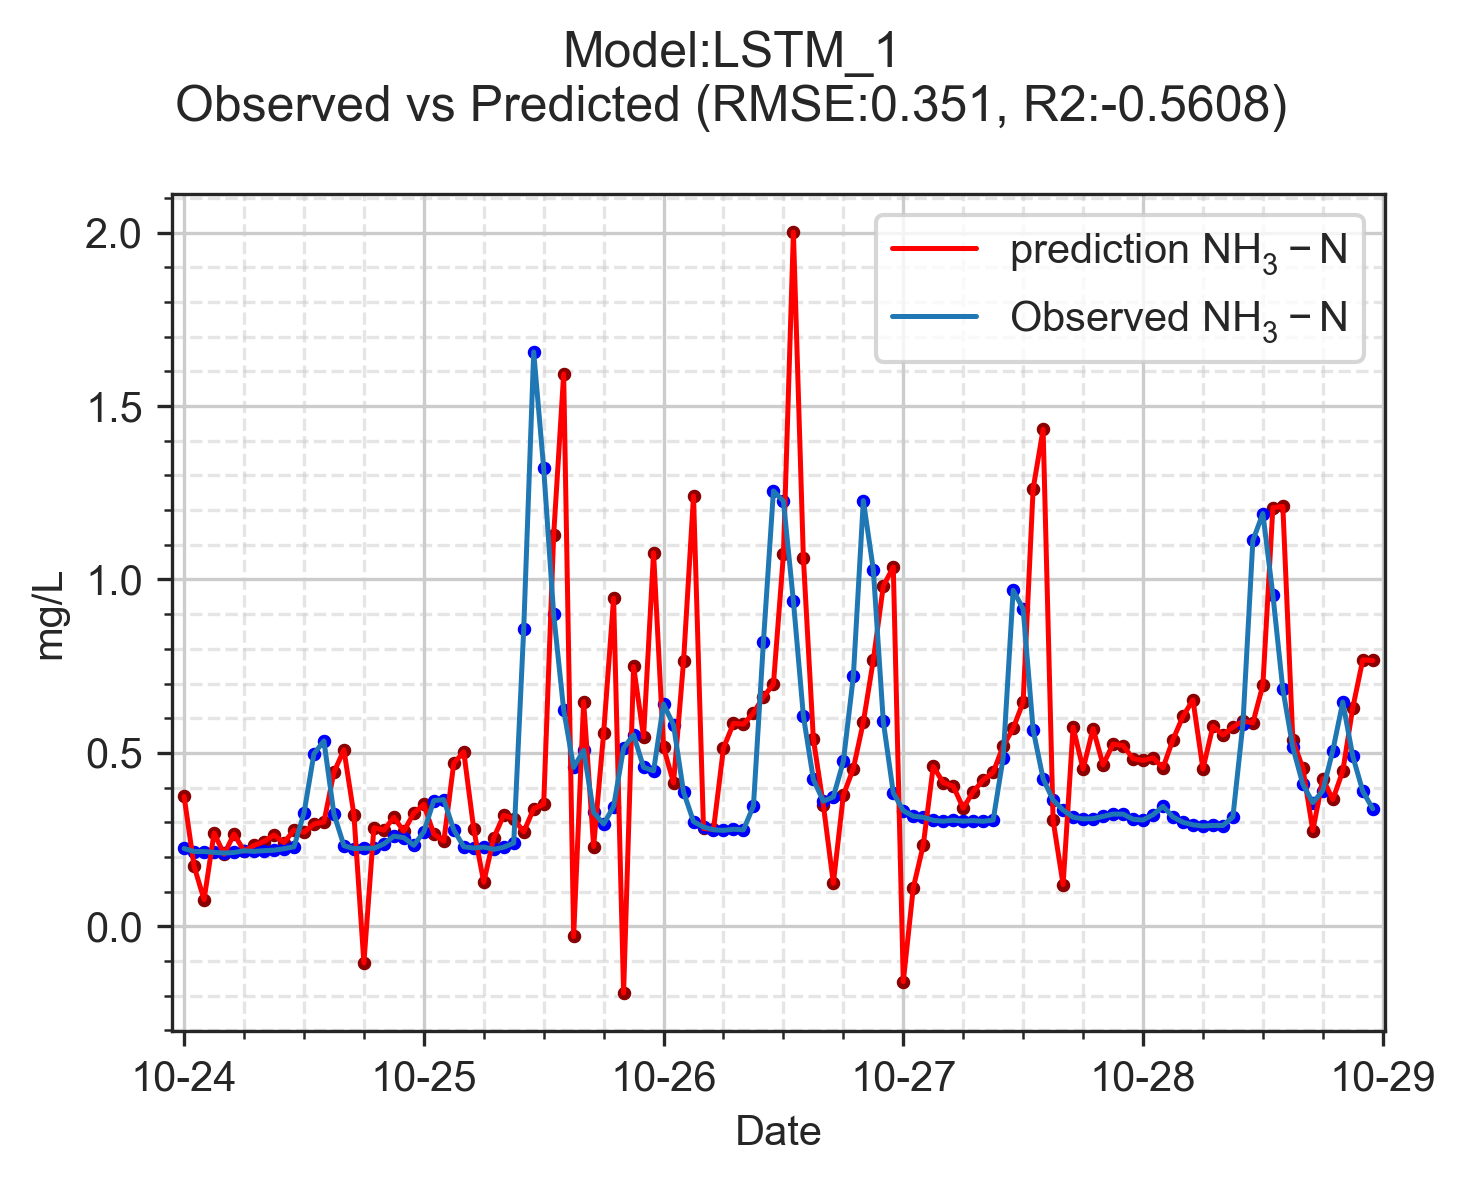 Model:LSTM_1
Observed vs Predicted (RMSE:0.351, R2:-0.5608)
prediction NH₃ − N
Observed NH₃ − N
2.0
1.5
1.0
0.5
0.0
mg/L
10-24 10-25 10-26 10-27 10-28 10-29
Date